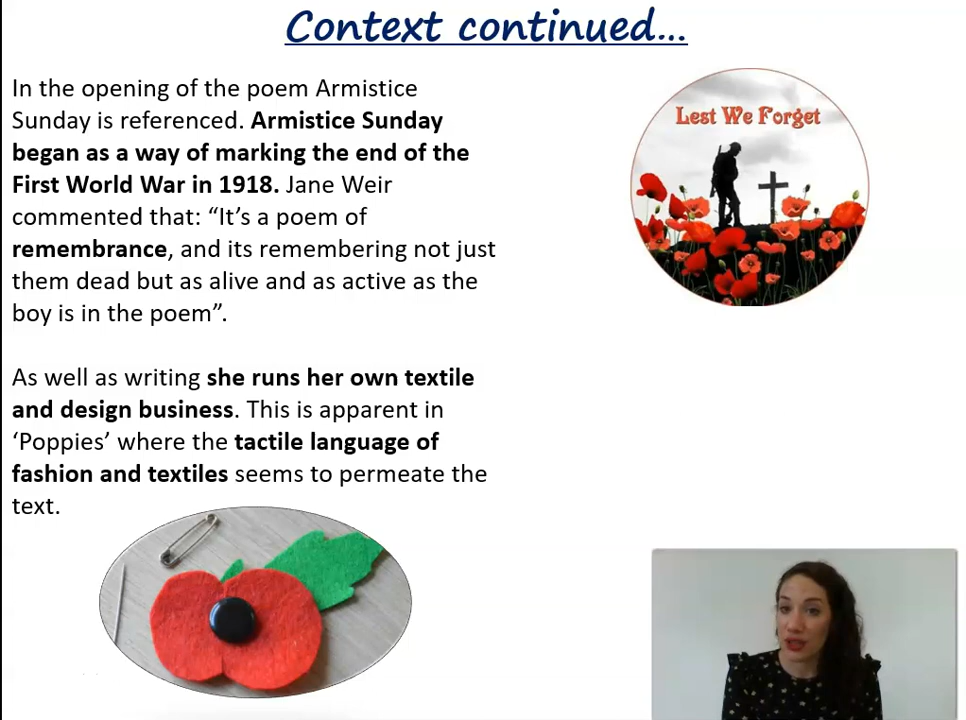 Context continued...
In the opening of the poem Armistice
Sunday is referenced. Armistice Sunday
began as a way of marking the end of the
First World War in 1918. Jane Weir
commented that: “It’s a poem of
remembrance, and its remembering not just
them dead but as alive and as active as the
boy is in the poem”.
As well as writing she runs her own textile
and design business. This is apparent in
‘Poppies’ where the tactile language of
fashion and textiles seems to permeate the
text.
Lest We Forget